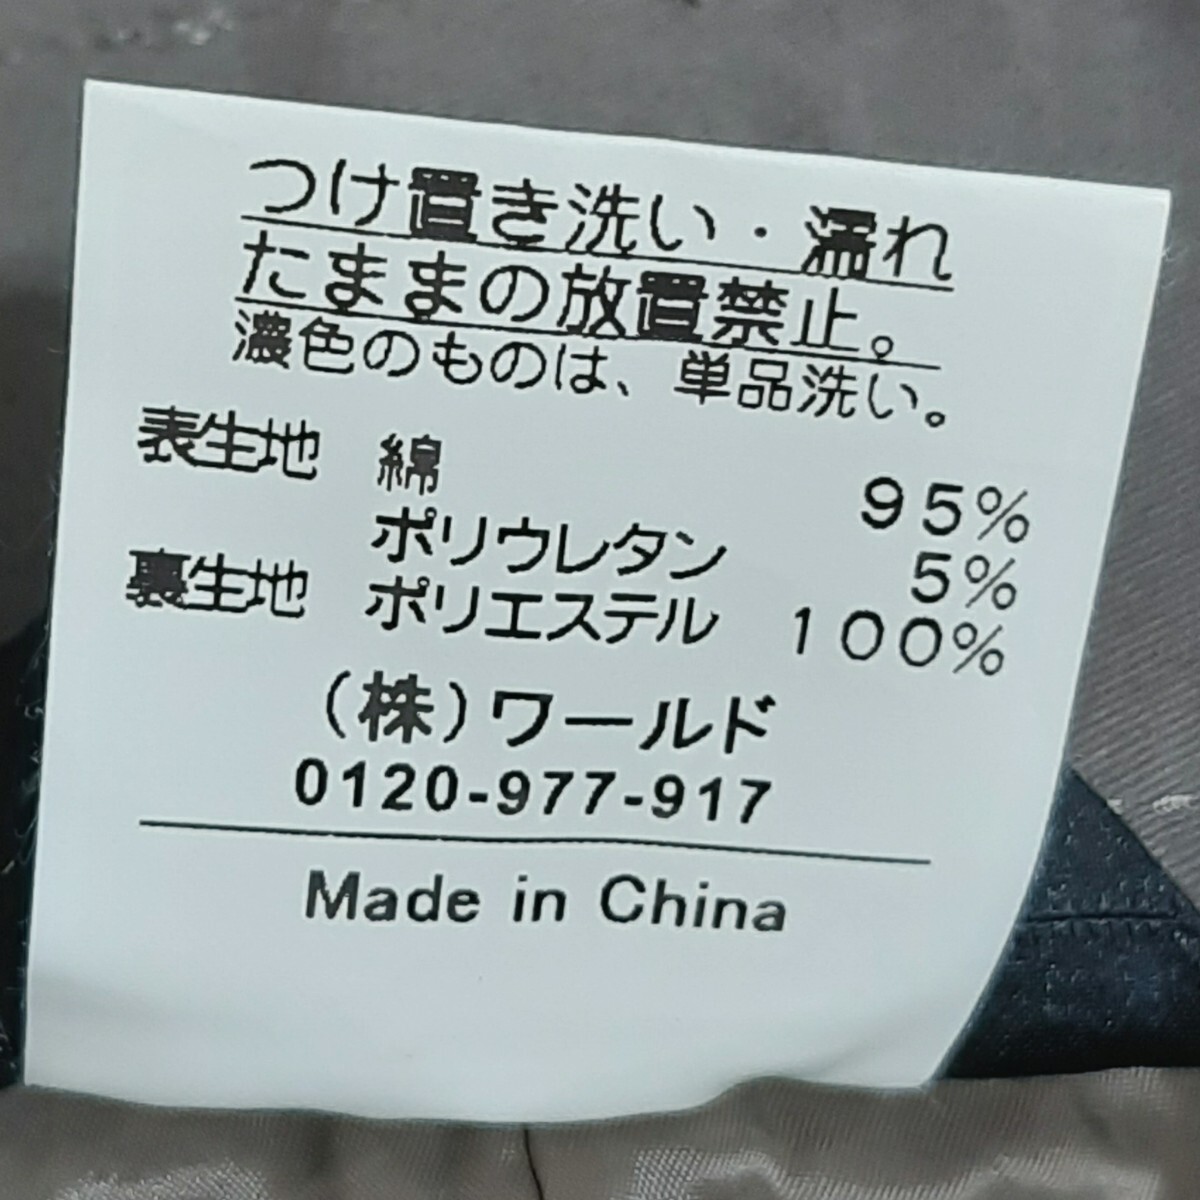 つけ置き洗い・濡れ
たままの放置禁止。
濃色のものは、単品洗い。
表生地 綿 95%
ポリウレタン 5%
裏生地 ポリエステル 100%
(株)ワールド
0120-977-917
Made in China